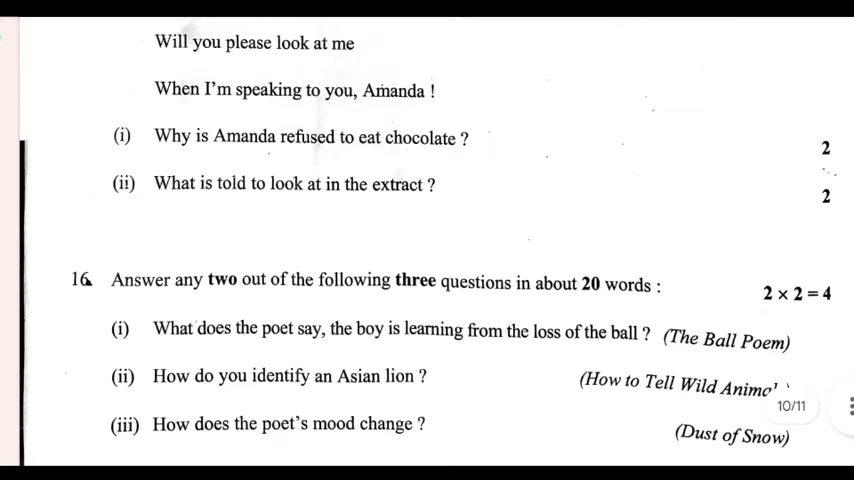 Will you please look at me
When I'm speaking to you, Amanda !
(i) Why is Amanda refused to eat chocolate ? 2
(ii) What is told to look at in the extract ? 2
16. Answer any two out of the following three questions in about 20 words : 2 × 2 = 4
(i) What does the poet say, the boy is learning from the loss of the ball ? (The Ball Poem)
(ii) How do you identify an Asian lion ? (How to Tell Wild
10/11
(iii) How does the poet's mood change ? (Dust of Snow)